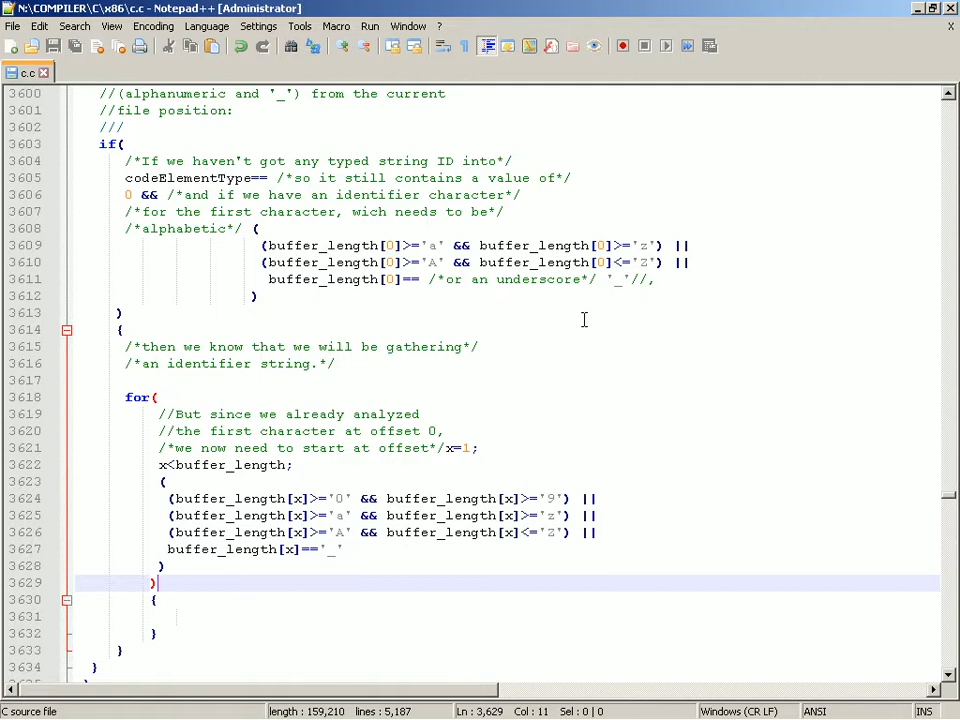 N:\COMPILER\C\x86\c.c - Notepad++ [Administrator]
File Edit Search View Encoding Language Settings Tools Macro Run Window ? X
c.c
3600 //(alphanumeric and '_') from the current
3601 //file position:
3602 ///
3603 if(
3604 /*If we haven't got any typed string ID into*/
3605 codeElementType== /*so it still contains a value of*/
3606 0 && /*and if we have an identifier character*/
3607 /*for the first character, wich needs to be*/
3608 /*alphabetic*/ (
3609 (buffer_length[0]>='a' && buffer_length[0]>='z') ||
3610 (buffer_length[0]>='A' && buffer_length[0]<='Z') ||
3611 buffer_length[0]== /*or an underscore*/ '_'//,
3612 )
3613 )
3614 {
3615 /*then we know that we will be gathering*/
3616 /*an identifier string.*/
3617
3618 for(
3619 //But since we already analyzed
3620 //the first character at offset 0,
3621 /*we now need to start at offset*/x=1;
3622 x<buffer_length;
3623 (
3624 (buffer_length[x]>='0' && buffer_length[x]>='9') ||
3625 (buffer_length[x]>='a' && buffer_length[x]>='z') ||
3626 (buffer_length[x]>='A' && buffer_length[x]<='Z') ||
3627 buffer_length[x]=='_'
3628 )
3629 )
3630 {
3631
3632 }
3633 }
3634 }
C source file length : 159,210 lines : 5,187 Ln : 3,629 Col : 11 Sel : 0 | 0 Windows (CR LF) ANSI INS